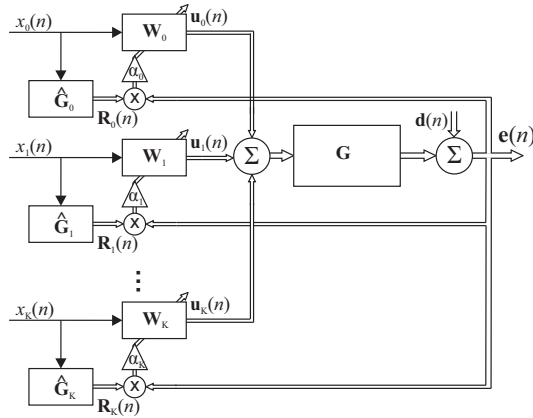 x₀(n)
W₀
u₀(n)
α₀
Ĝ₀
R₀(n)
X
d(n)
e(n)
x₁(n)
W₁
u₁(n)
Σ
G
Σ
α₁
Ĝ₁
R₁(n)
X
...
x_K(n)
W_K
u_K(n)
α_K
Ĝ_K
R_K(n)
X